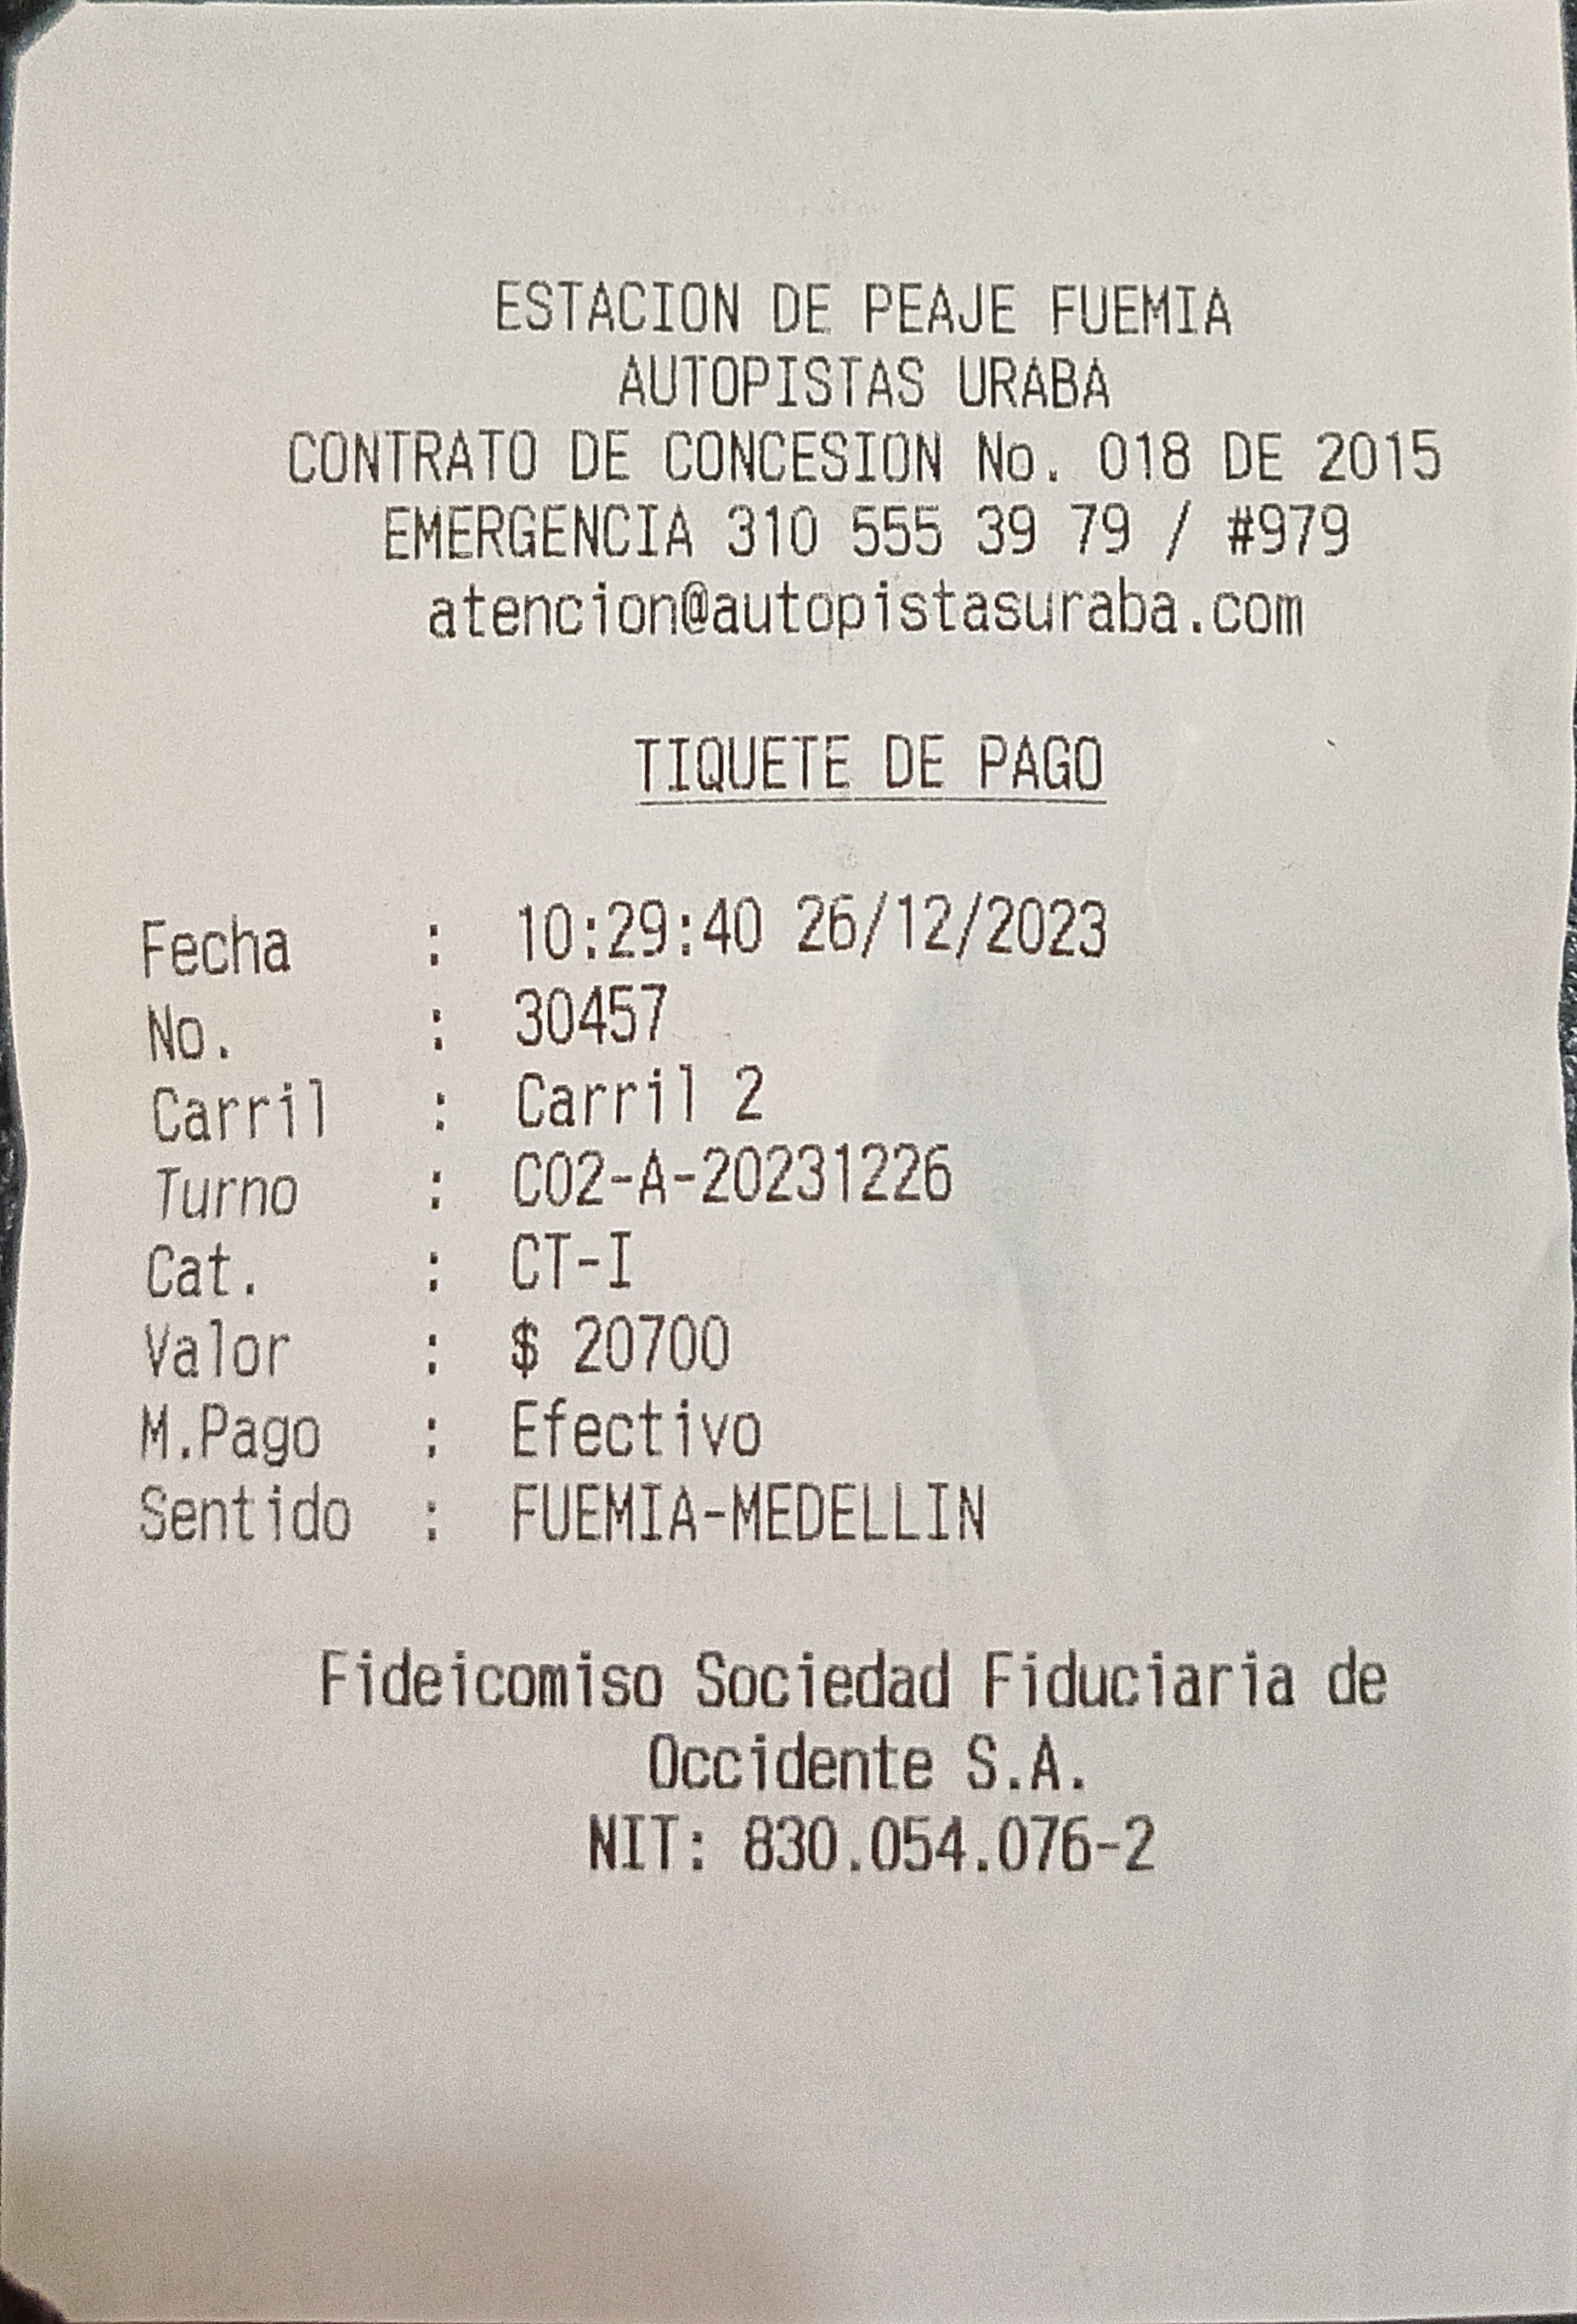 ESTACION DE PEAJE FUEMIA
AUTOPISTAS URABA
CONTRATO DE CONCESION No. 018 DE 2015
EMERGENCIA 310 555 39 79 / #979
atencion@autopistasuraba.com
TIQUETE DE PAGO
Fecha : 10:29:40 26/12/2023
No. : 30457
Carril : Carril 2
Turno : C02-A-20231226
Cat. : CT-I
Valor : $ 20700
M.Pago : Efectivo
Sentido : FUEMIA-MEDELLIN
Fideicomiso Sociedad Fiduciaria de
Occidente S.A.
NIT: 830.054.076-2